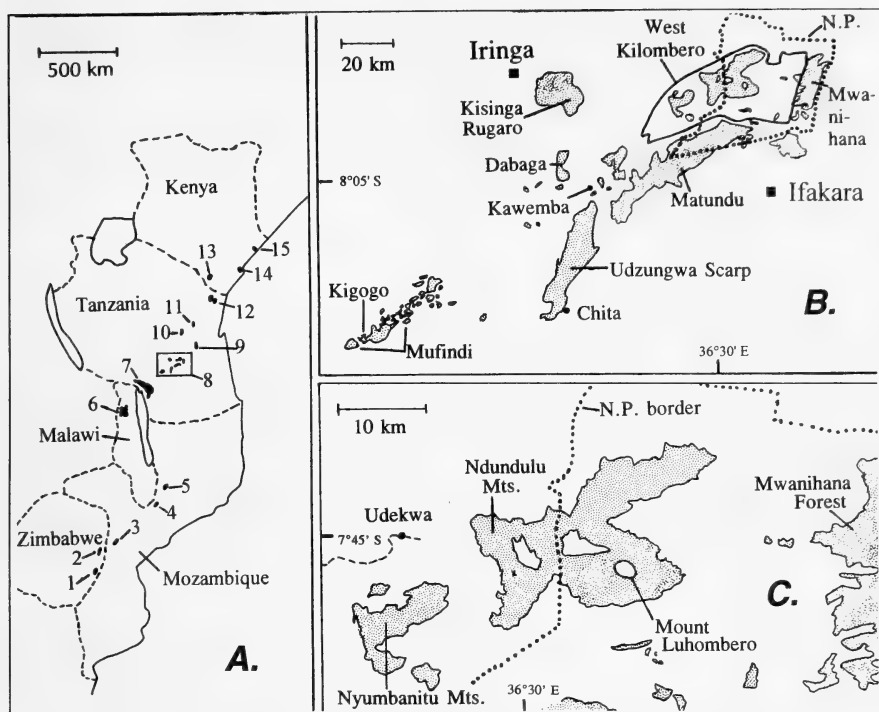 500 km
Kenya
15
13
14
Tanzania
12
11
10
9
7
8
6
Malawi
5
4
Zimbabwe
3
2
1
Mozambique
A.
20 km
West
Kilombero
N.P.
Iringa
Kisinga
Rugaro
Mwa-
ni-
hana
Dabaga
8°05' S
Kawemba
Matundu
Ifakara
Udzungwa Scarp
Kigogo
Chita
B.
Mufindi
36°30' E
10 km
N.P. border
Ndundulu
Mts.
Mwanihana
Forest
Udekwa
7°45' S
C.
Mount
Luhombero
Nyumbanitu Mts.
36°30' E